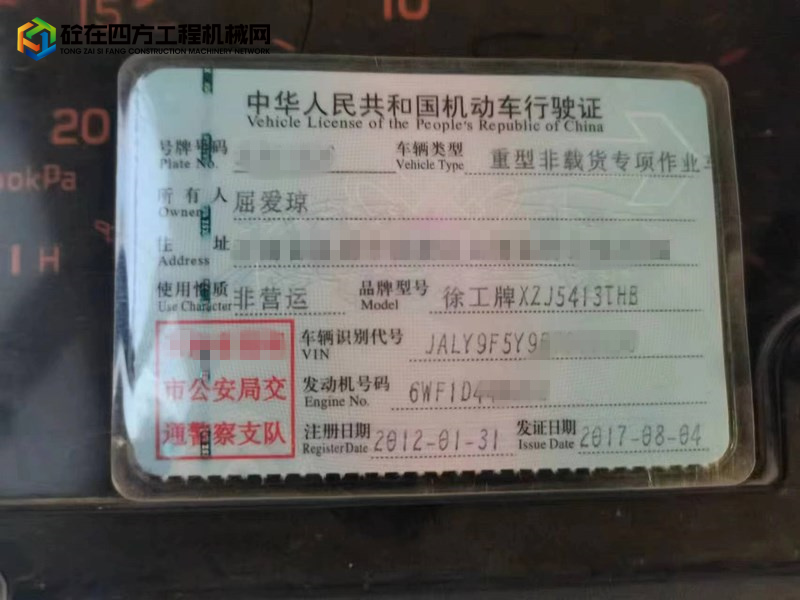 砼在四方工程机械网
TONG ZAI SI FANG CONSTRUCTION MACHINERY NETWORK
15
10
20
kPa
H
中华人民共和国机动车行驶证
Vehicle License of the People's Republic of China
号牌号码
Plate No.
车辆类型
Vehicle Type
重型非载货专项作业车
所有人
Owner
屈爱琼
住址
Address
使用性质
Use Character
非营运
品牌型号
Model
徐工牌XZJ5413THB
车辆识别代号
VIN
JALY9F5Y9
市公安局交
通警察支队
发动机号码
Engine No.
6WF1D4
注册日期
Register Date
2012-01-31
发证日期
Issue Date
2017-08-04